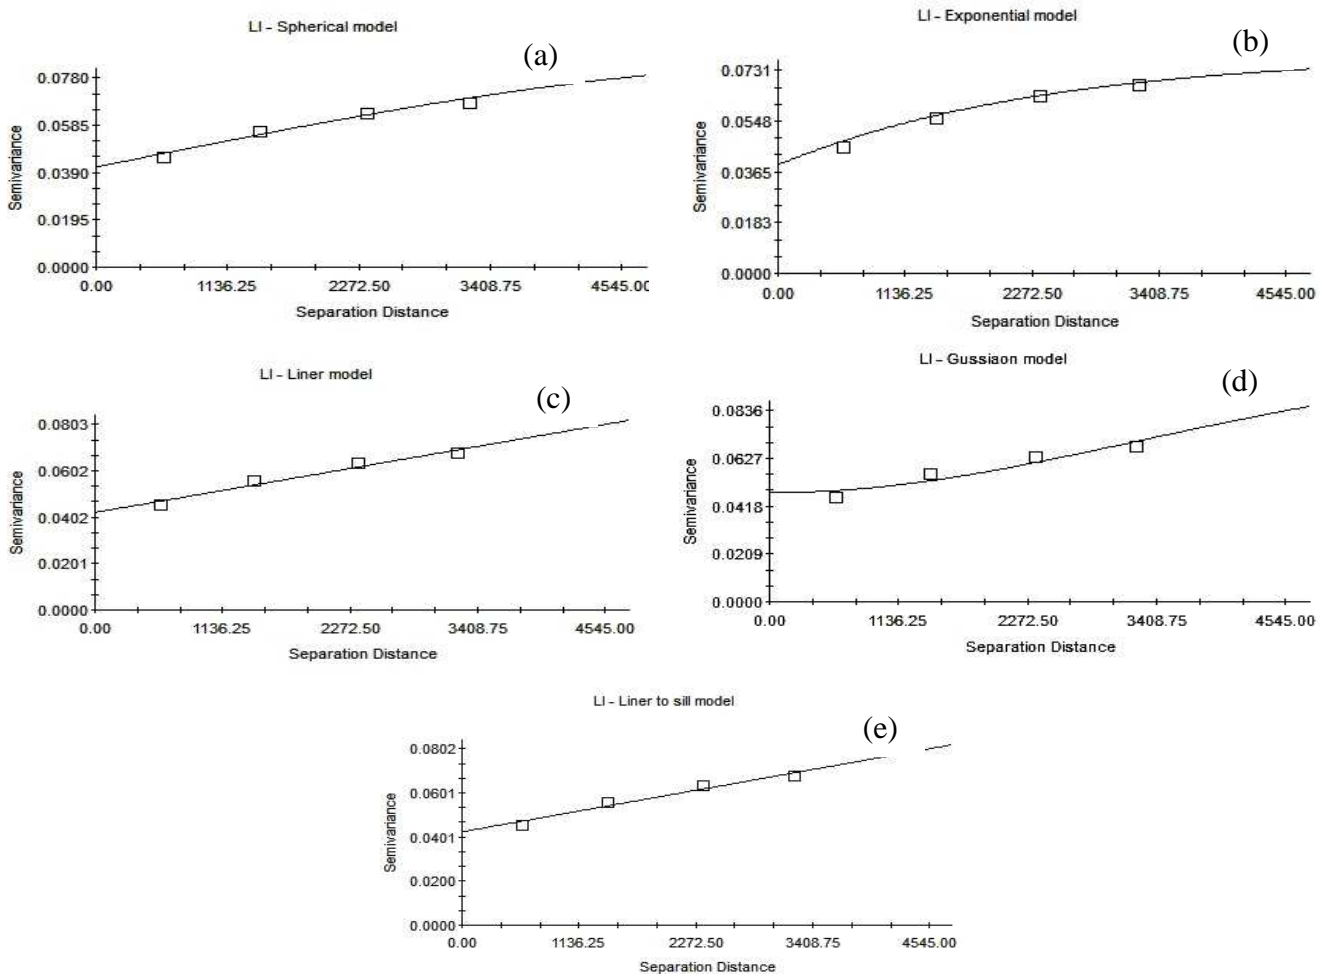 LI - Spherical model
(a)
0.0780
0.0585
0.0390
0.0195
0.0000
Semivariance
0.00 1136.25 2272.50 3408.75 4545.00
Separation Distance
LI - Exponential model
(b)
0.0731
0.0548
0.0365
0.0183
0.0000
Semivariance
0.00 1136.25 2272.50 3408.75 4545.00
Separation Distance
LI - Liner model
(c)
0.0803
0.0602
0.0402
0.0201
0.0000
Semivariance
0.00 1136.25 2272.50 3408.75 4545.00
Separation Distance
LI - Gussiaon model
(d)
0.0836
0.0627
0.0418
0.0209
0.0000
Semivariance
0.00 1136.25 2272.50 3408.75 4545.00
Separation Distance
LI - Liner to sill model
(e)
0.0802
0.0601
0.0401
0.0200
0.0000
Semivariance
0.00 1136.25 2272.50 3408.75 4545.00
Separation Distance